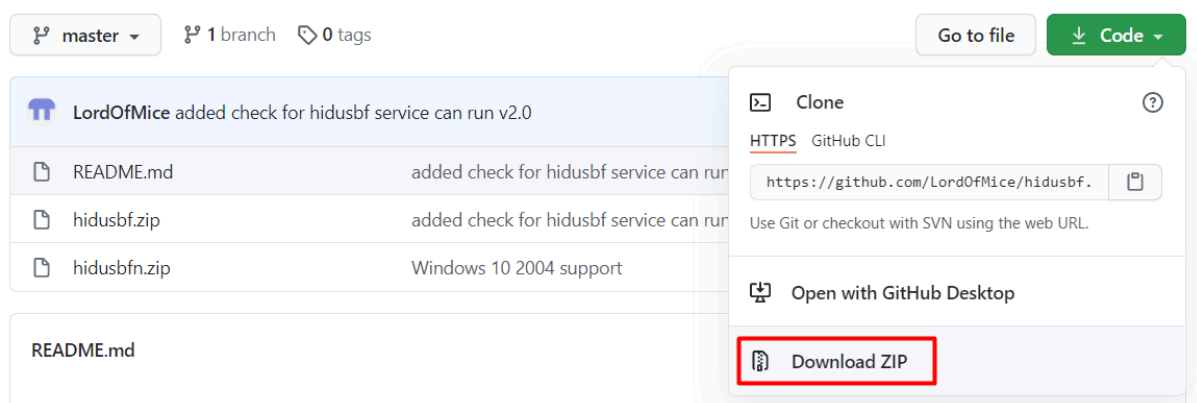 master 1 branch 0 tags Go to file Code
LordOfMice added check for hidusbf service can run v2.0
README.md added check for hidusbf service can run
hidusbf.zip added check for hidusbf service can run
hidusbfn.zip Windows 10 2004 support
README.md
Clone
HTTPS GitHub CLI
https://github.com/LordOfMice/hidusbf.
Use Git or checkout with SVN using the web URL.
Open with GitHub Desktop
Download ZIP